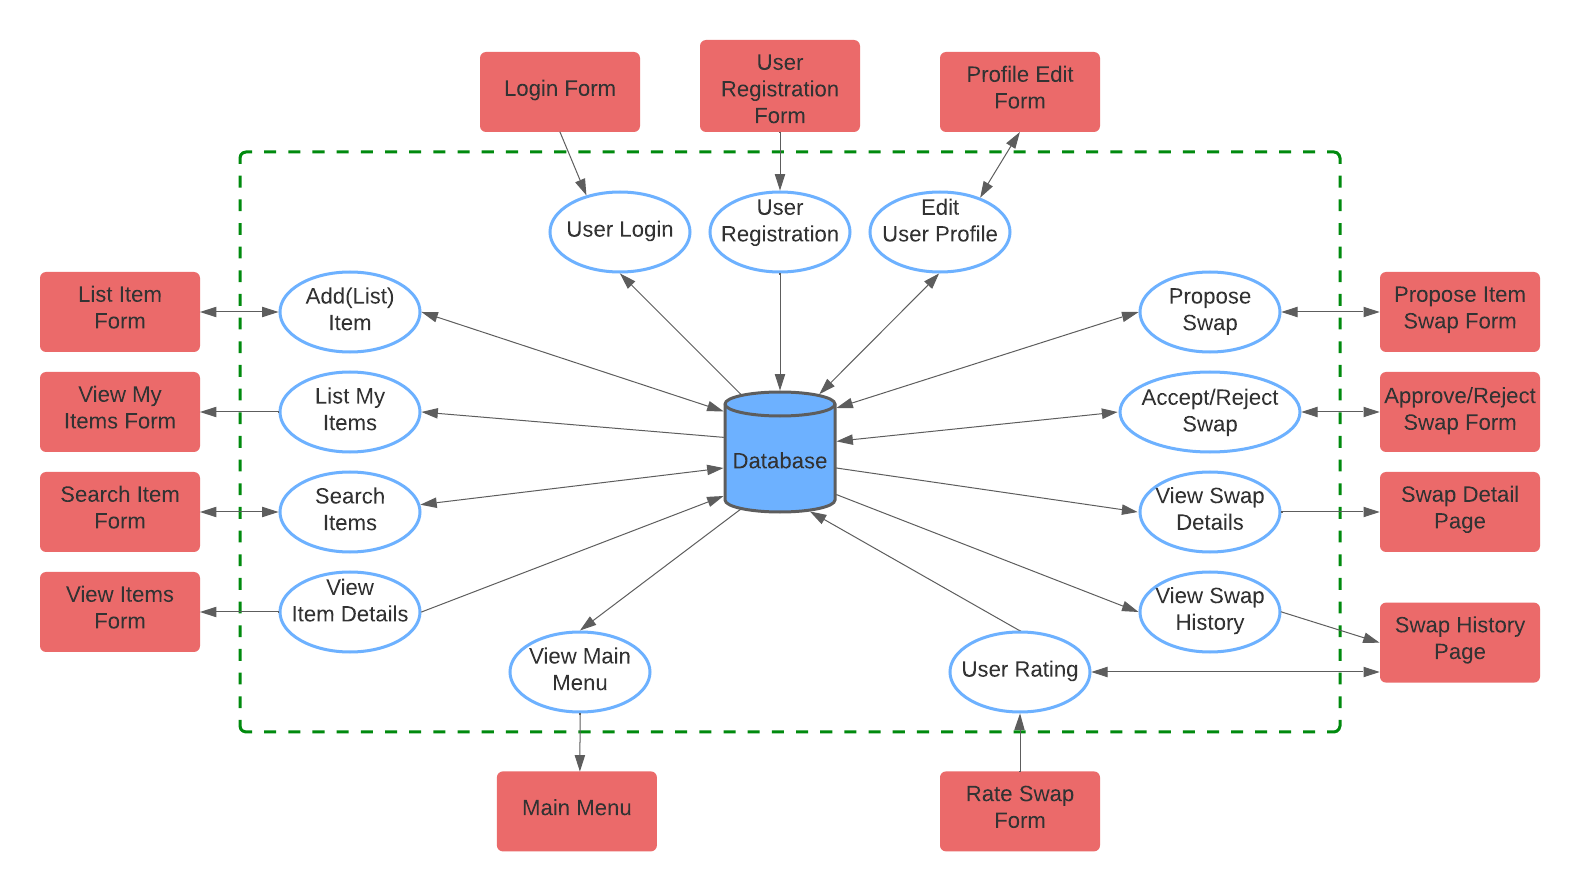 Login Form
User
Registration
Form
Profile Edit
Form
User Login
User
Registration
Edit
User Profile
List Item
Form
Add(List)
Item
Propose
Swap
Propose Item
Swap Form
View My
Items Form
List My
Items
Accept/Reject
Swap
Approve/Reject
Swap Form
Database
Search Item
Form
Search
Items
View Swap
Details
Swap Detail
Page
View Items
Form
View
Item Details
View Swap
History
Swap History
Page
View Main
Menu
User Rating
Main Menu
Rate Swap
Form